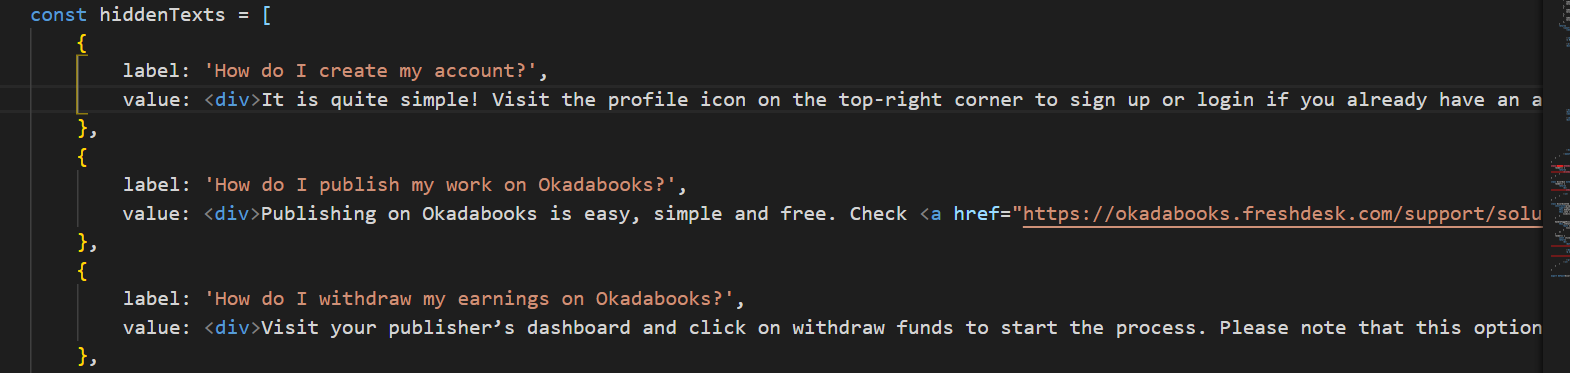 const hiddenTexts = [
{
label: 'How do I create my account?',
value: <div>It is quite simple! Visit the profile icon on the top-right corner to sign up or login if you already have an a
},
{
label: 'How do I publish my work on Okadabooks?',
value: <div>Publishing on Okadabooks is easy, simple and free. Check <a href="https://okadabooks.freshdesk.com/support/solu
},
{
label: 'How do I withdraw my earnings on Okadabooks?',
value: <div>Visit your publisher’s dashboard and click on withdraw funds to start the process. Please note that this option
},